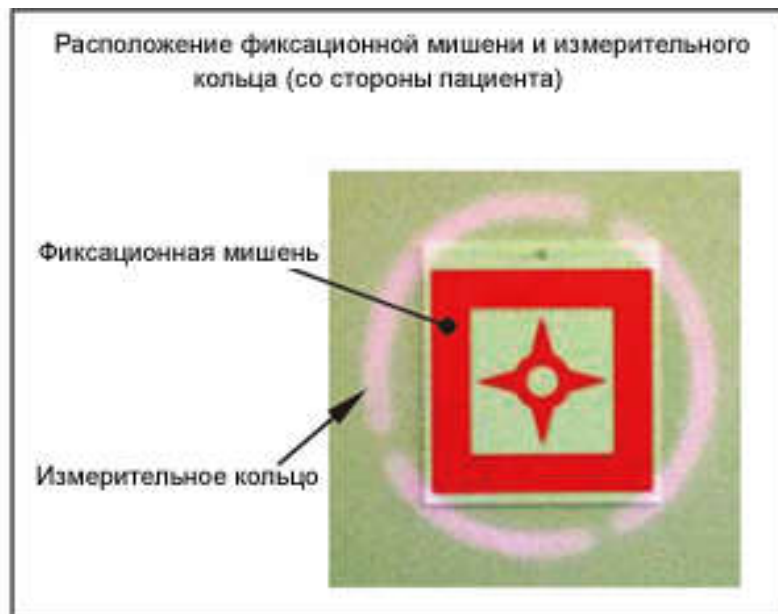 Расположение фиксационной мишени и измерительного
кольца (со стороны пациента)
Фиксационная мишень
Измерительное кольцо